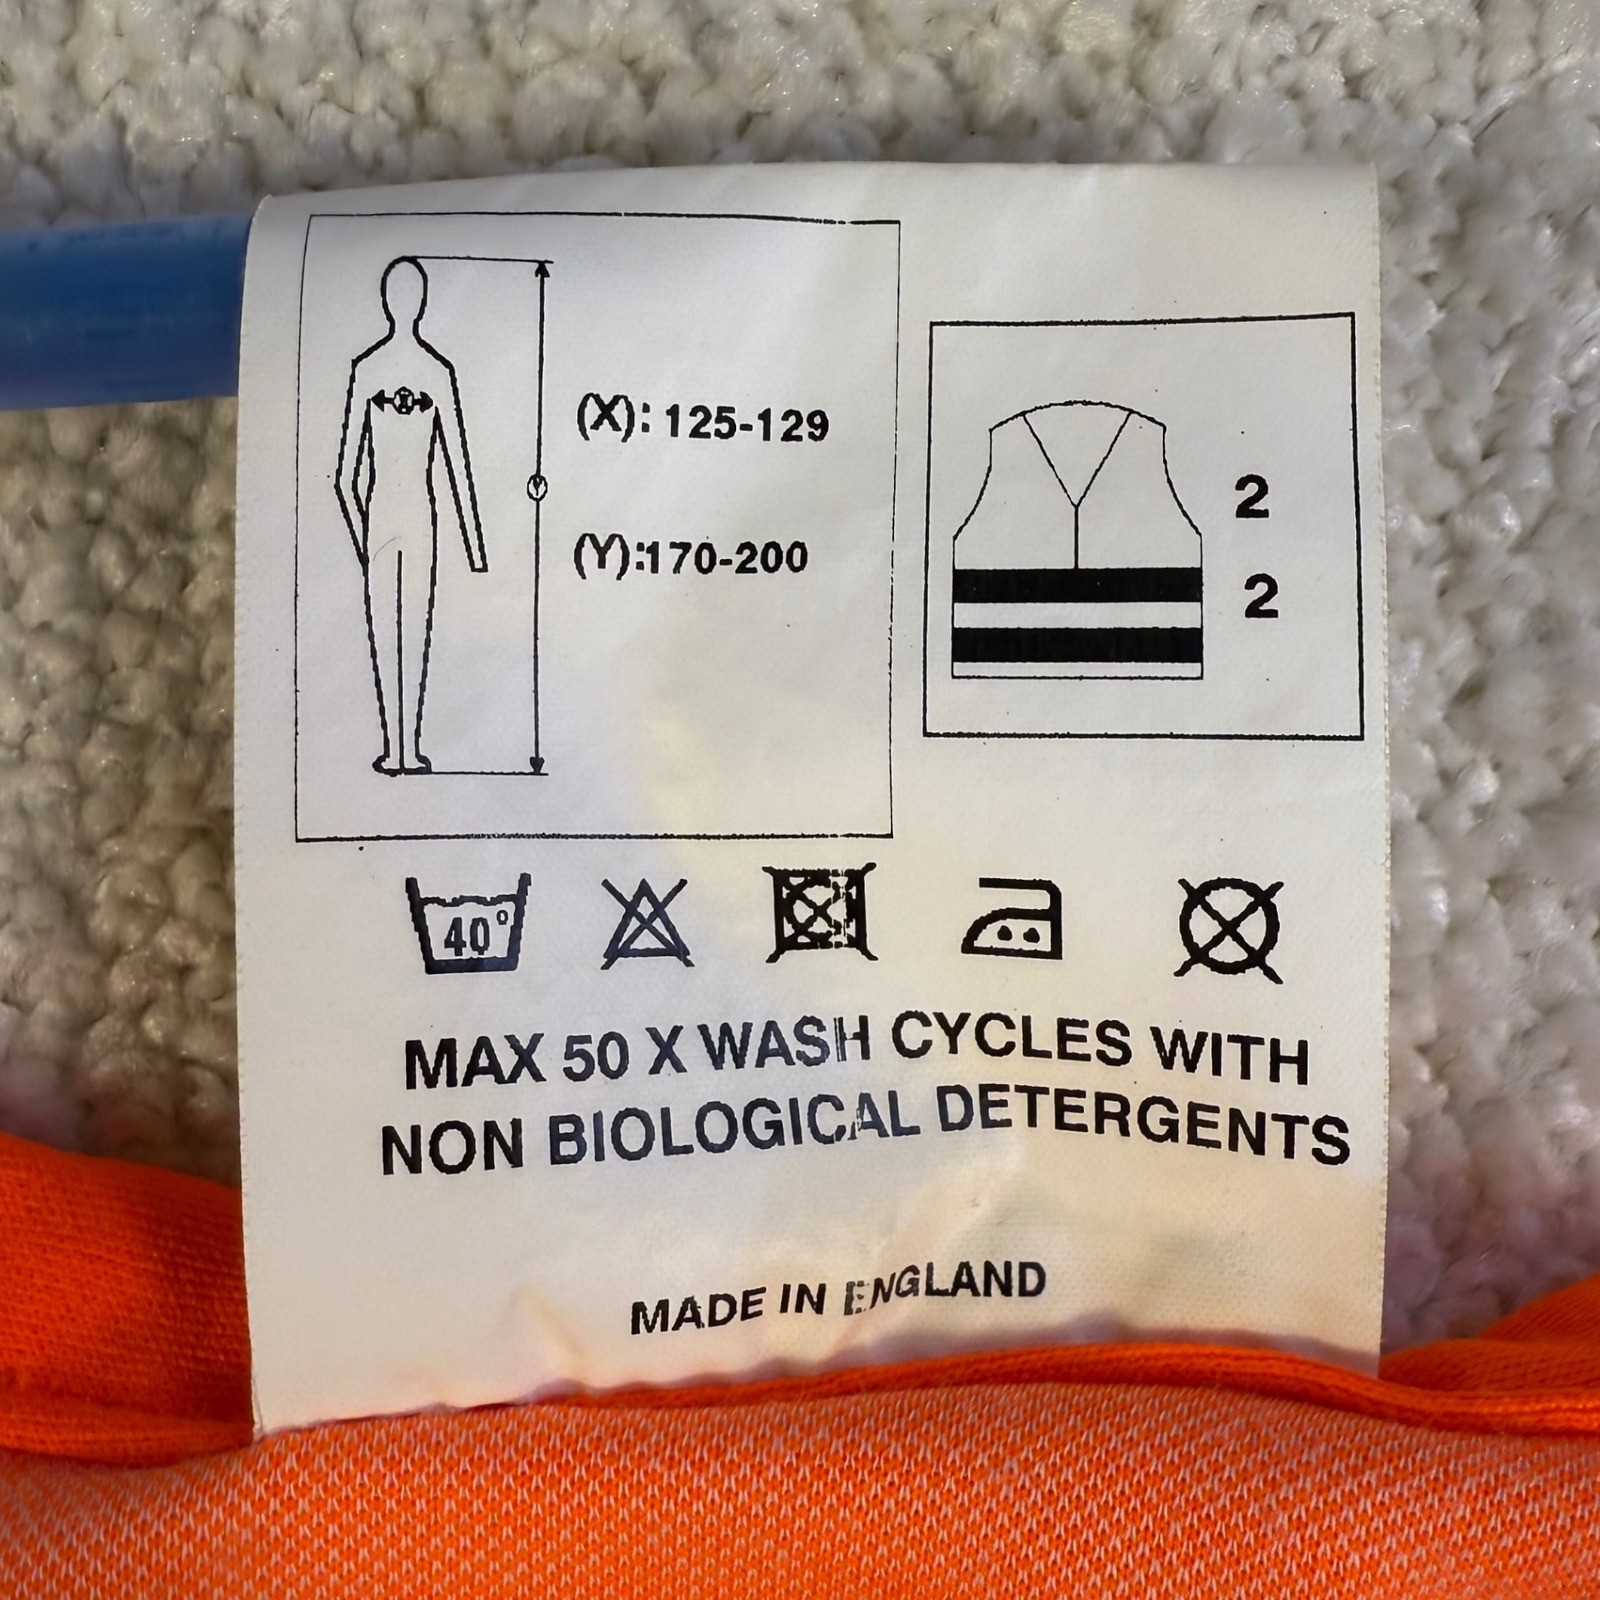 (X): 125-129
(Y):170-200
2
2
40°
MAX 50 X WASH CYCLES WITH
NON BIOLOGICAL DETERGENTS
MADE IN ENGLAND